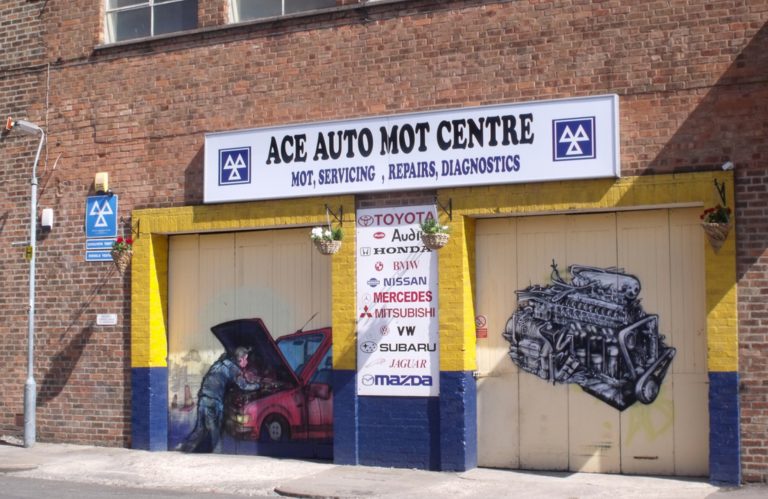 ACE AUTO MOT CENTRE
MOT, SERVICING , REPAIRS, DIAGNOSTICS
TOYOTA
Audi
HONDA
BMW
NISSAN
MERCEDES
MITSUBISHI
VW
SUBARU
JAGUAR
mazda